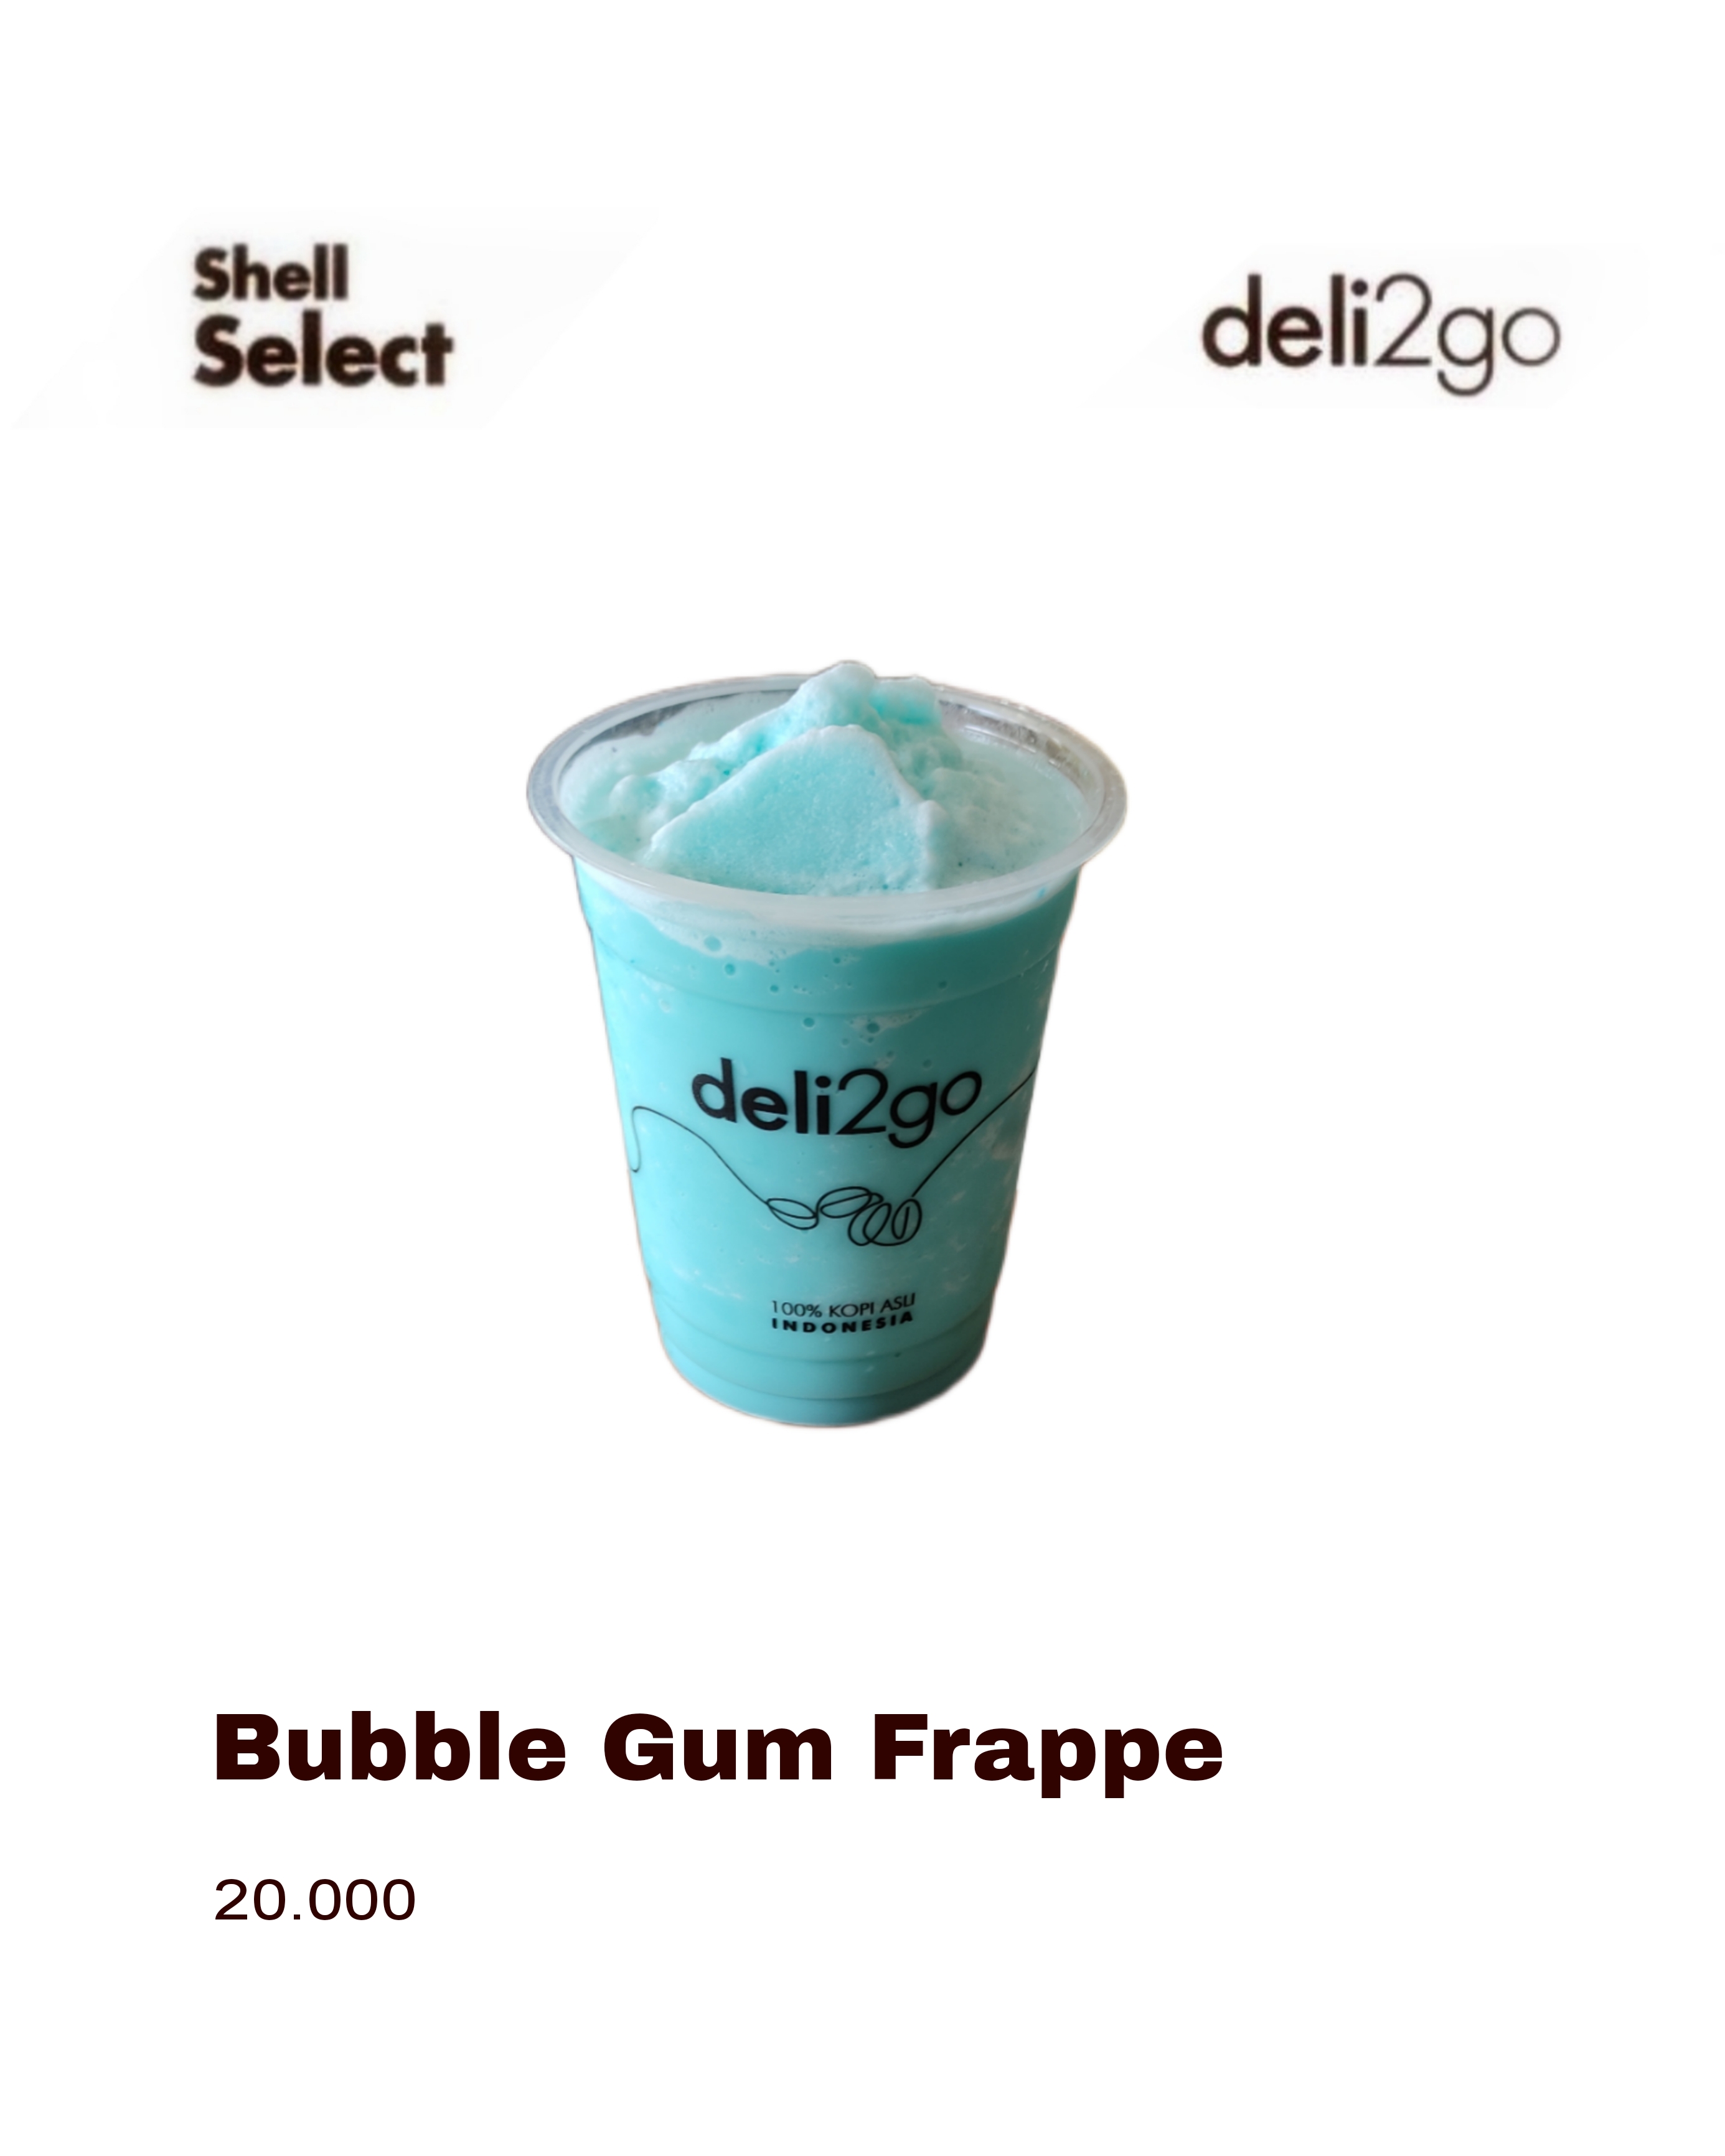 Shell
Select
deli2go
deli2go
100% KOPI ASLI
INDONESIA
Bubble Gum Frappe
20.000